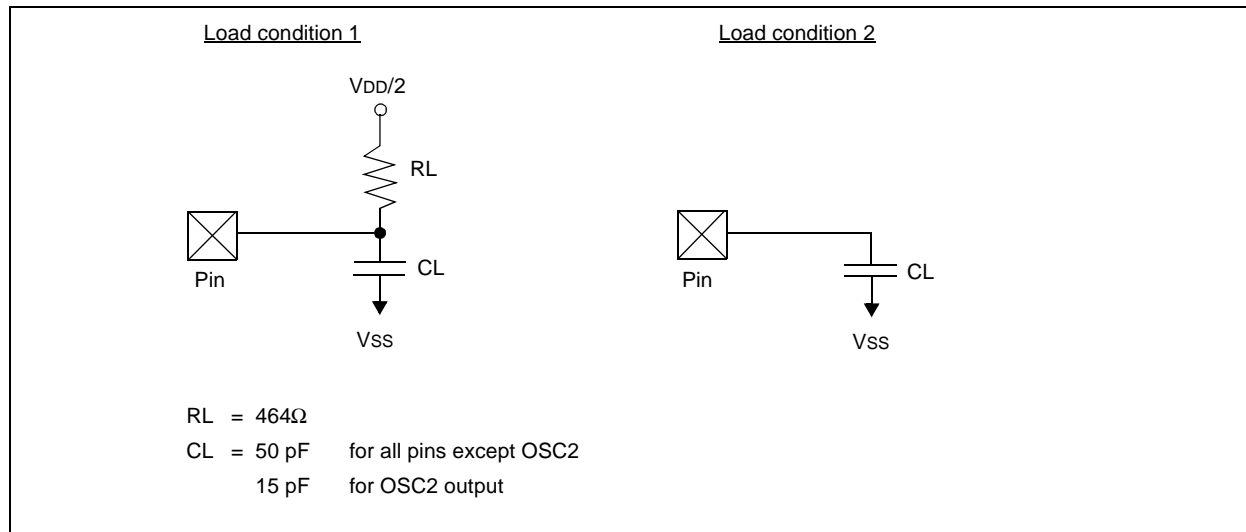 Load condition 1
Load condition 2
VDD/2
RL
CL
Pin
VSS
CL
Pin
VSS
RL = 464Ω
CL = 50 pF for all pins except OSC2
15 pF for OSC2 output